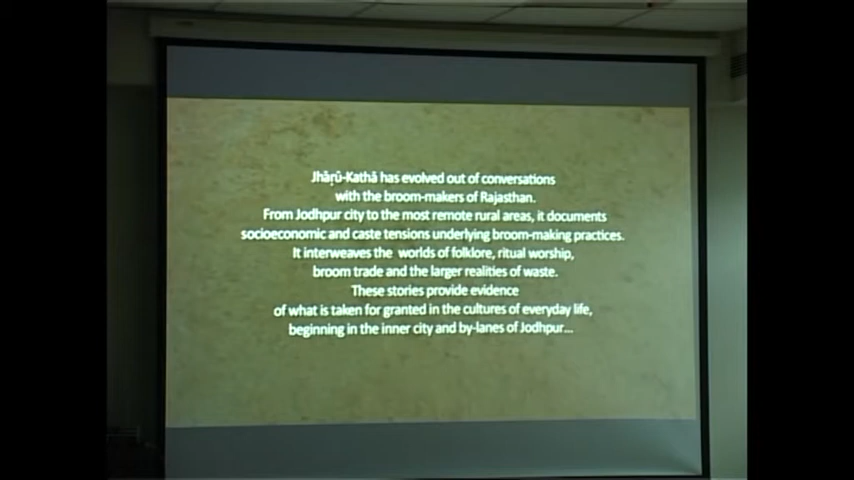 Jhāṛū-Kathā has evolved out of conversations
with the broom-makers of Rajasthan.
From Jodhpur city to the most remote rural areas, it documents
socioeconomic and caste tensions underlying broom-making practices.
It interweaves the worlds of folklore, ritual worship,
broom trade and the larger realities of waste.
These stories provide evidence
of what is taken for granted in the cultures of everyday life,
beginning in the inner city and by-lanes of Jodhpur...